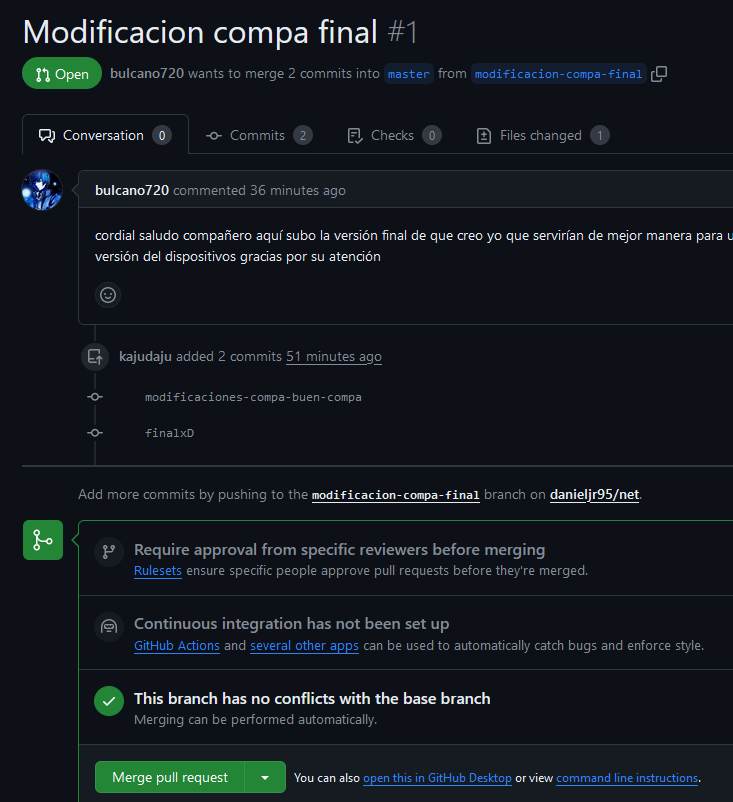 Modificacion compa final #1
Open bulcano720 wants to merge 2 commits into master from modificacion-compa-final
Conversation 0 Commits 2 Checks 0 Files changed 1
bulcano720 commented 36 minutes ago
cordial saludo compañero aquí subo la versión final de que creo yo que servirían de mejor manera para
versión del dispositivos gracias por su atención
kajudaju added 2 commits 51 minutes ago
modificaciones-compa-buen-compa
finalxD
Add more commits by pushing to the modificacion-compa-final branch on danieljr95/net.
Require approval from specific reviewers before merging
Rulesets ensure specific people approve pull requests before they're merged.
Continuous integration has not been set up
GitHub Actions and several other apps can be used to automatically catch bugs and enforce style.
This branch has no conflicts with the base branch
Merging can be performed automatically.
Merge pull request You can also open this in GitHub Desktop or view command line instructions.